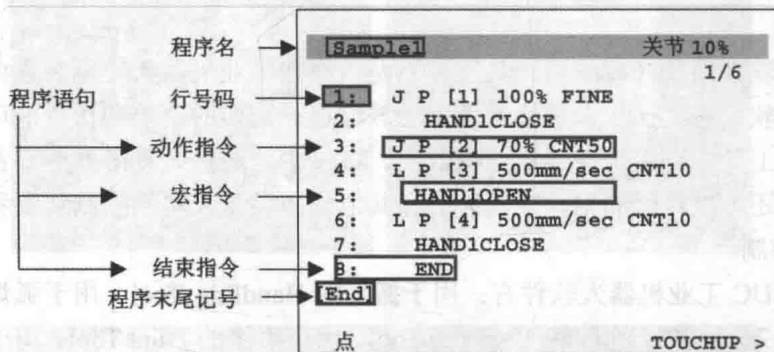 程序名 Sample1 关节 10%
1/6
程序语句 行号码 1: J P [1] 100% FINE
2: HAND1CLOSE
动作指令 3: J P [2] 70% CNT50
4: L P [3] 500mm/sec CNT10
宏指令 5: HAND1OPEN
6: L P [4] 500mm/sec CNT10
7: HAND1CLOSE
结束指令 8: END
程序末尾记号 [End]
点 TOUCHUP >